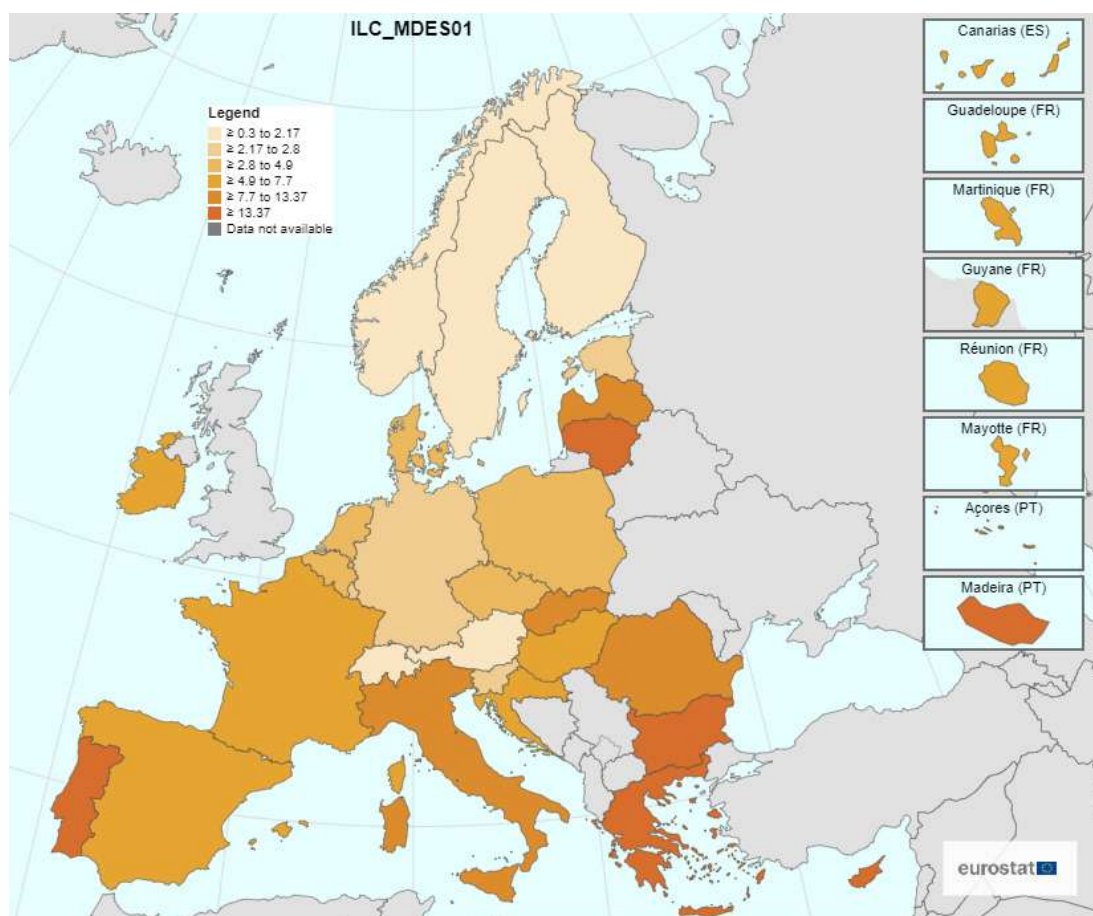 ILC_MDES01
Legend
≥ 0.3 to 2.17
≥ 2.17 to 2.8
≥ 2.8 to 4.9
≥ 4.9 to 7.7
≥ 7.7 to 13.37
≥ 13.37
Data not available
Canarias (ES)
Guadeloupe (FR)
Martinique (FR)
Guyane (FR)
Réunion (FR)
Mayotte (FR)
Açores (PT)
Madeira (PT)
eurostat